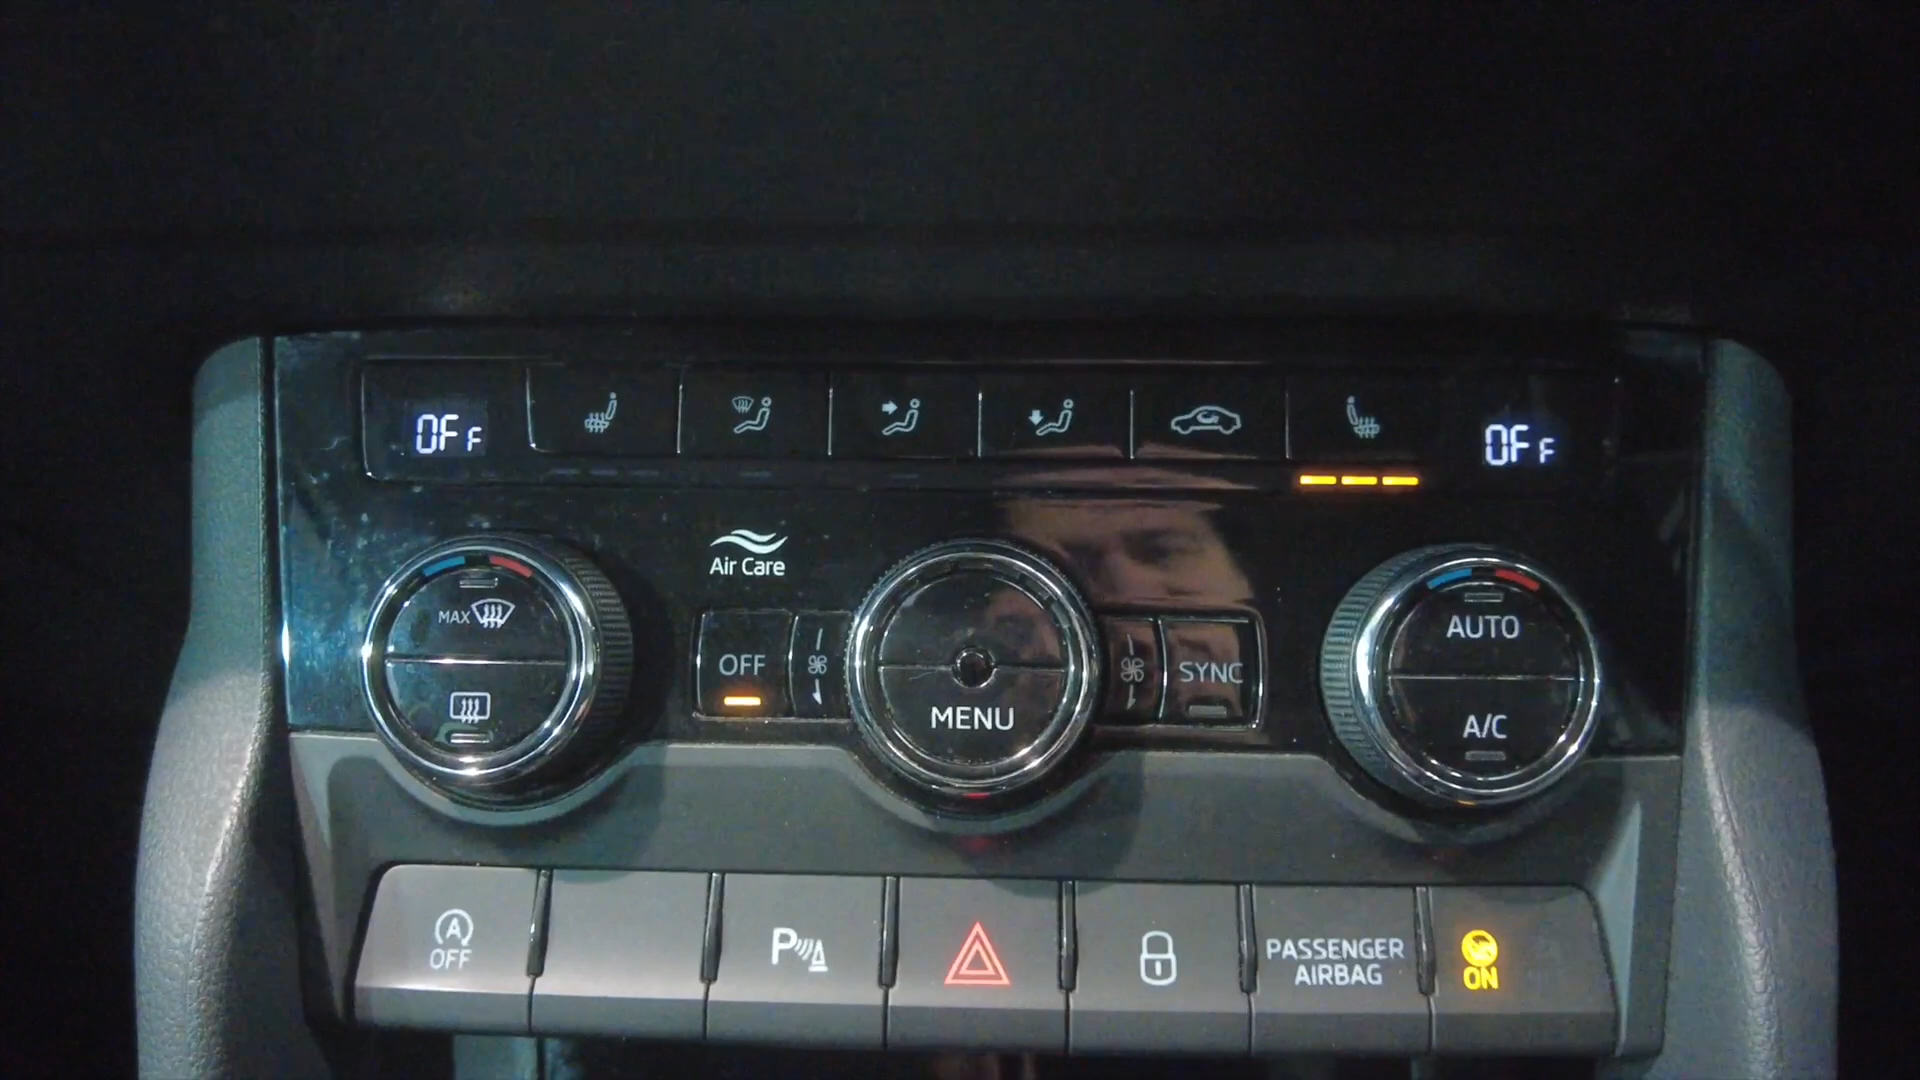 OFF
OFF
Air Care
MAX
OFF
SYNC
AUTO
MENU
A/C
A
OFF
P
PASSENGER
AIRBAG
ON